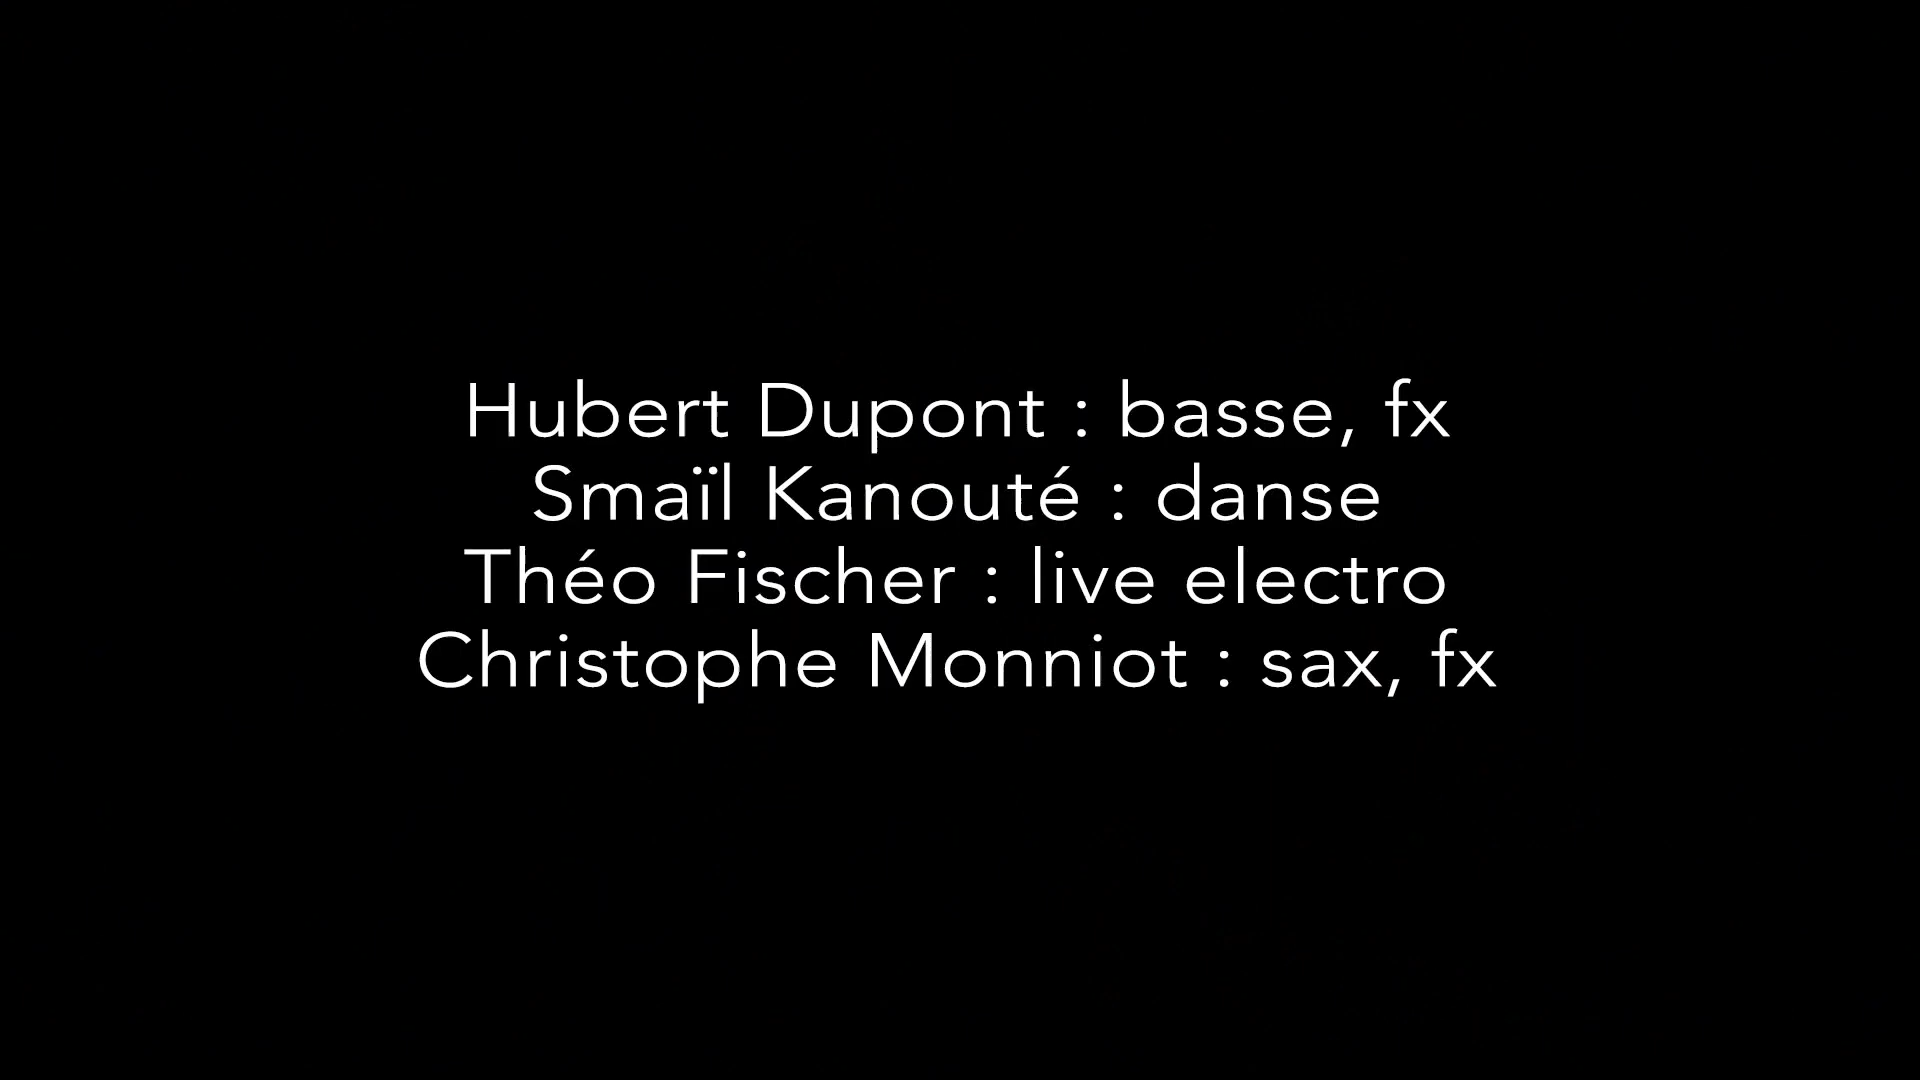 Hubert Dupont : basse, fx
Smaïl Kanouté : danse
Théo Fischer : live electro
Christophe Monniot : sax, fx